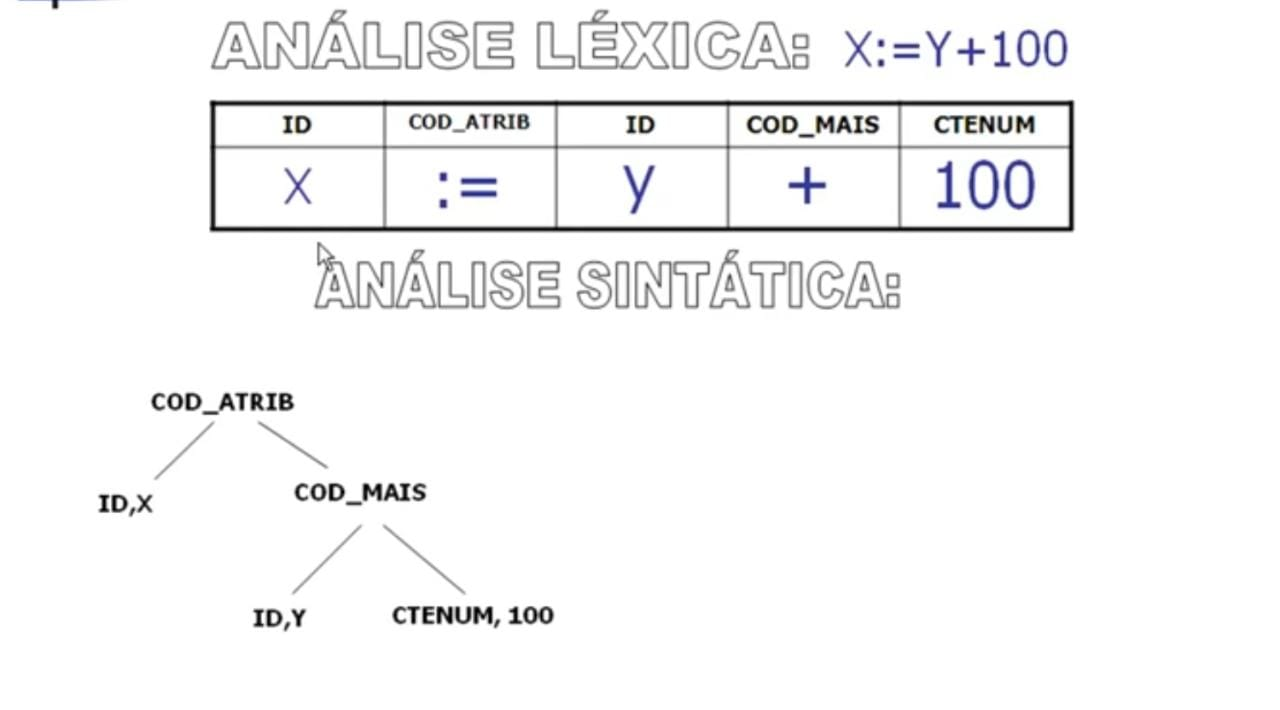 ANÁLISE LÉXICA: X:=Y+100
ID COD_ATRIB ID COD_MAIS CTENUM
X := y + 100
ANÁLISE SINTÁTICA:
COD_ATRIB
ID,X COD_MAIS
ID,Y CTENUM, 100